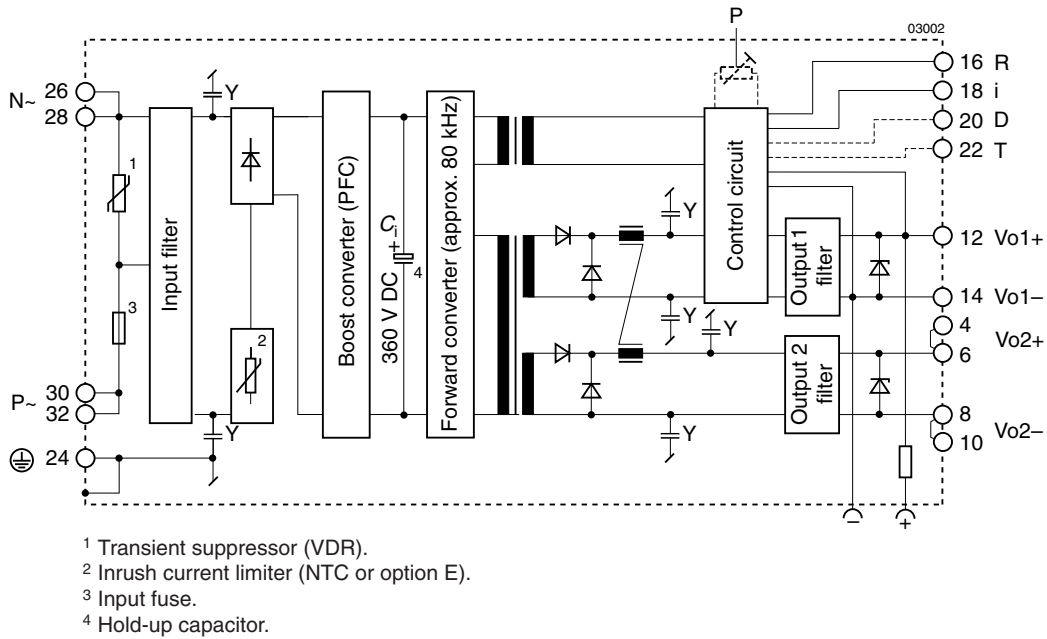 P
03002
16 R
18 i
20 D
22 T
N~ 26
28
Y
1
Input filter
3
P~ 30
32
24
Y
2
Boost converter (PFC)
360 V DC
Ci
+
4
Forward converter (approx. 80 kHz)
Control circuit
Y
Y
Y
Y
Output 1
filter
Output 2
filter
12 Vo1+
14 Vo1–
4
Vo2+
6
8
Vo2–
10
–
+
1 Transient suppressor (VDR).
2 Inrush current limiter (NTC or option E).
3 Input fuse.
4 Hold-up capacitor.